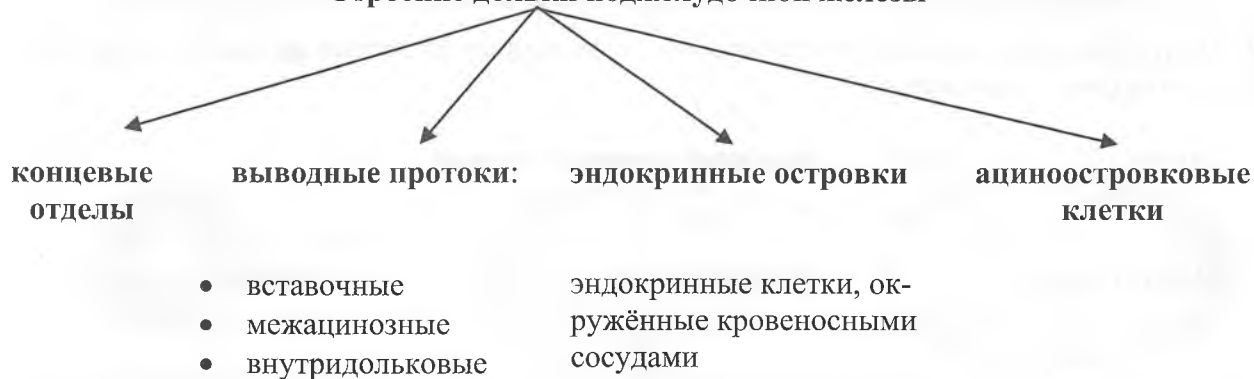 концевые
отделы
выводные протоки:
• вставочные
• межацинозные
• внутридольковые
эндокринные островки
эндокринные клетки, ок-
ружённые кровеносными
сосудами
ациноостровковые
клетки